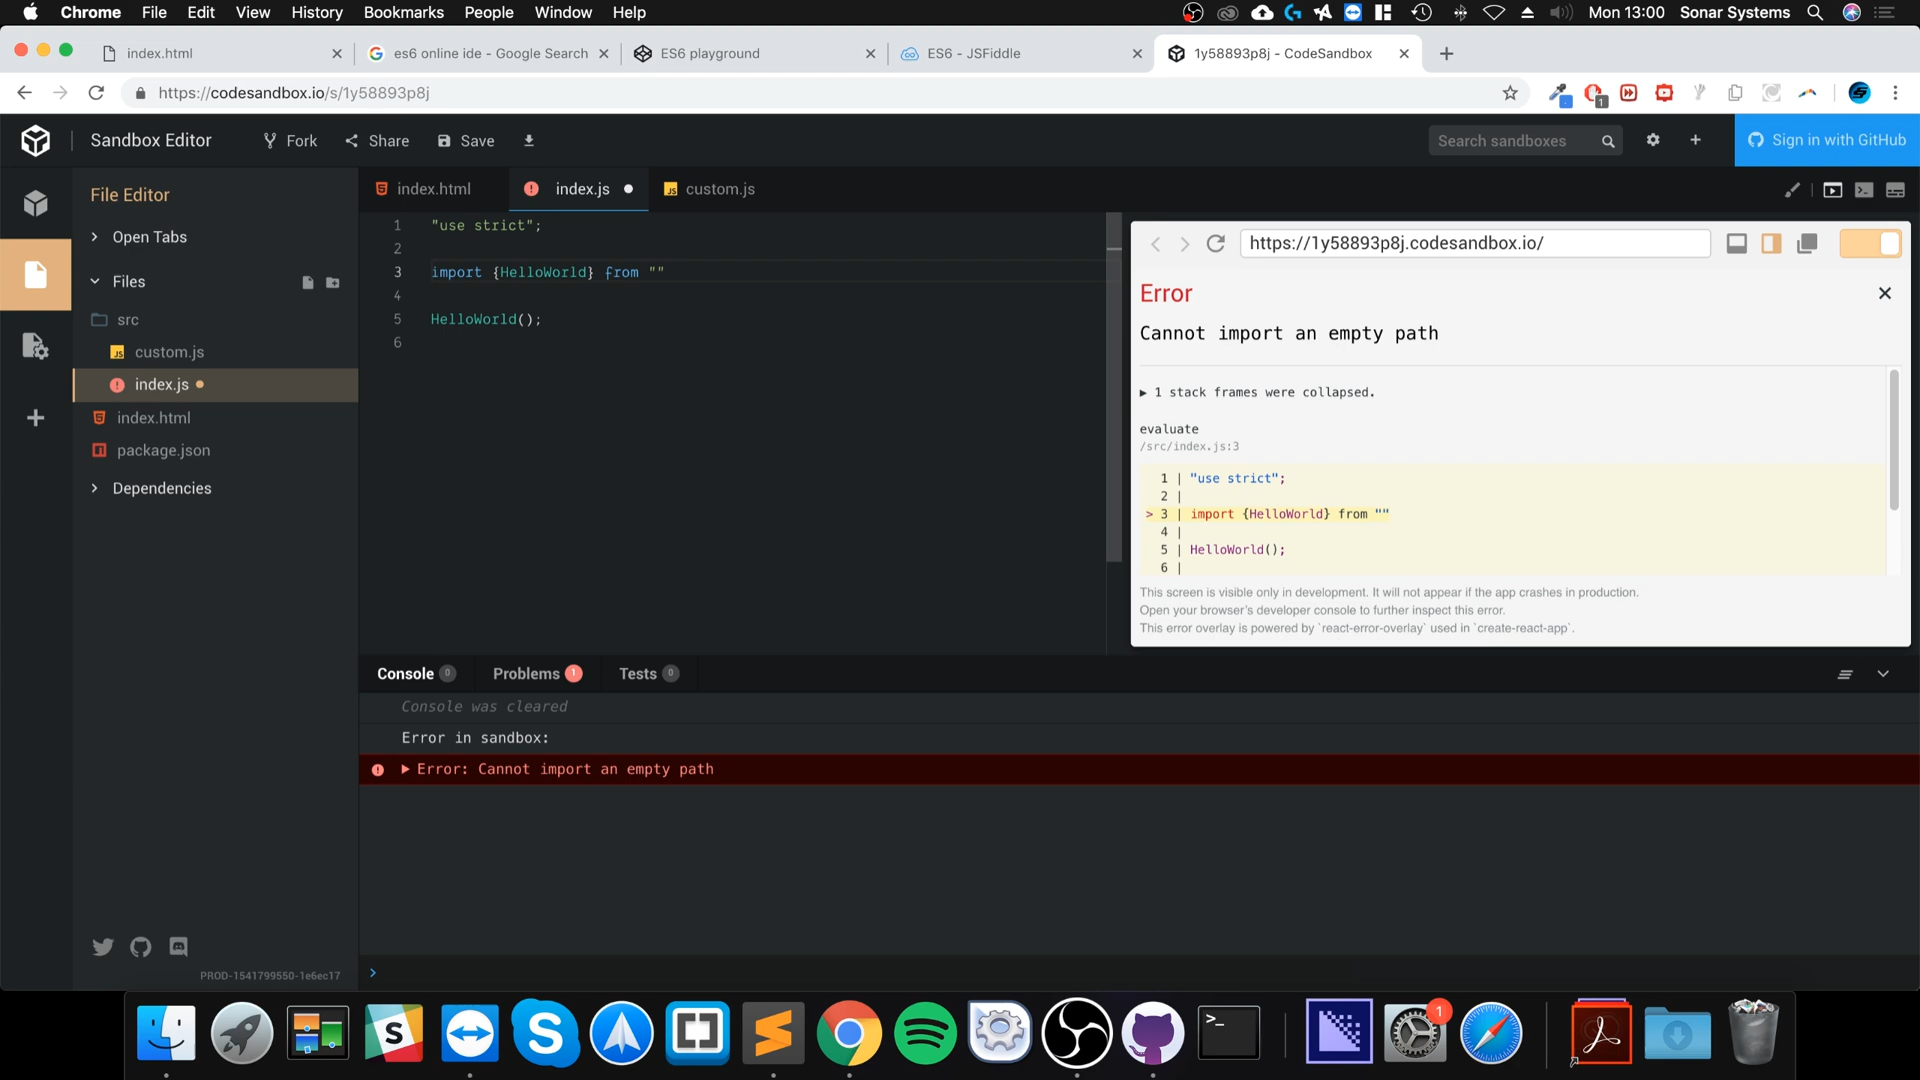 Chrome File Edit View History Bookmarks People Window Help Mon 13:00 Sonar Systems
index.html es6 online ide - Google Search ES6 playground ES6 - JSFiddle 1y58893p8j - CodeSandbox
https://codesandbox.io/s/1y58893p8j
Sandbox Editor Fork Share Save Search sandboxes Sign in with GitHub
File Editor
Open Tabs
Files
src
custom.js
index.js
index.html
package.json
Dependencies
PROD-1541799550-1e6ec17
index.html index.js custom.js
1 "use strict";
2
3 import {HelloWorld} from ""
4
5 HelloWorld();
6
https://1y58893p8j.codesandbox.io/
Error
Cannot import an empty path
1 stack frames were collapsed.
evaluate
/src/index.js:3
1 | "use strict";
2 |
> 3 | import {HelloWorld} from ""
4 |
5 | HelloWorld();
6 |
This screen is visible only in development. It will not appear if the app crashes in production.
Open your browser's developer console to further inspect this error.
This error overlay is powered by `react-error-overlay` used in `create-react-app`.
Console 0 Problems 1 Tests 0
Console was cleared
Error in sandbox:
Error: Cannot import an empty path
1